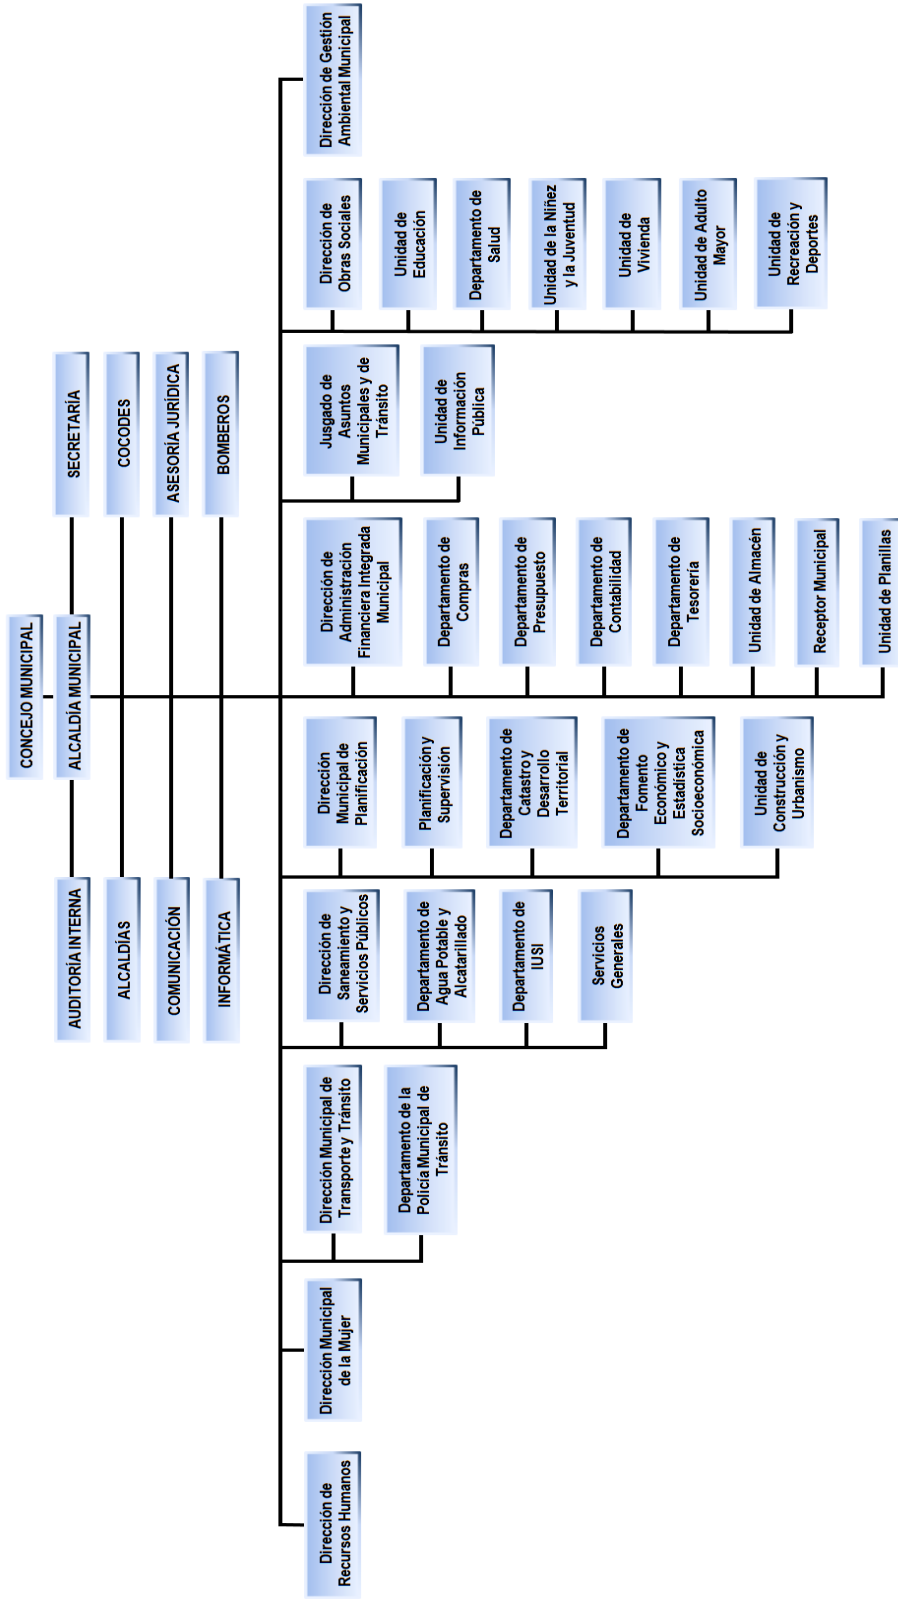 CONCEJO MUNICIPAL
ALCALDÍA MUNICIPAL
AUDITORÍA INTERNA
SECRETARÍA
ALCALDÍAS
COCODES
COMUNICACIÓN
ASESORÍA JURÍDICA
INFORMÁTICA
BOMBEROS
Dirección de
Recursos Humanos
Dirección Municipal
de la Mujer
Dirección Municipal de
Transporte y Tránsito
Departamento de la
Policía Municipal de
Tránsito
Dirección de
Saneamiento y
Servicios Públicos
Departamento de
Agua Potable y
Alcatarillado
Departamento de
IUSI
Servicios
Generales
Dirección
Municipal de
Planificación
Planificación y
Supervisión
Departamento de
Catastro y
Desarrollo
Territorial
Departamento de
Fomento
Económico y
Estadística
Socioeconómica
Unidad de
Construcción y
Urbanismo
Dirección de
Administración
Financiera Integrada
Municipal
Departamento de
Compras
Departamento de
Presupuesto
Departamento de
Contabilidad
Departamento de
Tesorería
Unidad de Almacén
Receptor Municipal
Unidad de Planillas
Jusgado de
Asuntos
Municipales y de
Tránsito
Unidad de
Información
Pública
Dirección de
Obras Sociales
Unidad de
Educación
Departamento de
Salud
Unidad de la Niñez
y la Juventud
Unidad de
Vivienda
Unidad de Adulto
Mayor
Unidad de
Recreación y
Deportes
Dirección de Gestión
Ambiental Municipal